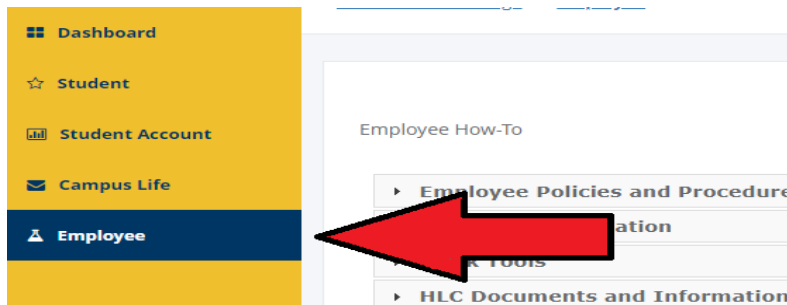 Dashboard
Student
Student Account
Campus Life
Employee
Employee How-To
Employee Policies and Procedure
ation
Tools
HLC Documents and Information